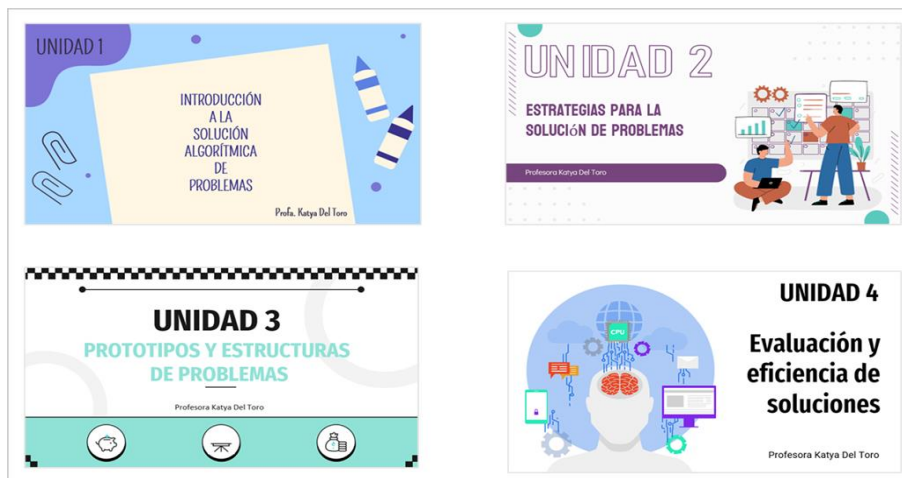 UNIDAD 1
INTRODUCCIÓN
A LA
SOLUCIÓN
ALGORÍTMICA
DE
PROBLEMAS
Profa. Katya Del Toro
UNIDAD 2
ESTRATEGIAS PARA LA
SOLUCIóN DE PROBLEMAS
Profesora Katya Del Toro
UNIDAD 3
PROTOTIPOS Y ESTRUCTURAS
DE PROBLEMAS
Profesora Katya Del Toro
UNIDAD 4
CPU
Evaluación y
eficiencia de
soluciones
Profesora Katya Del Toro